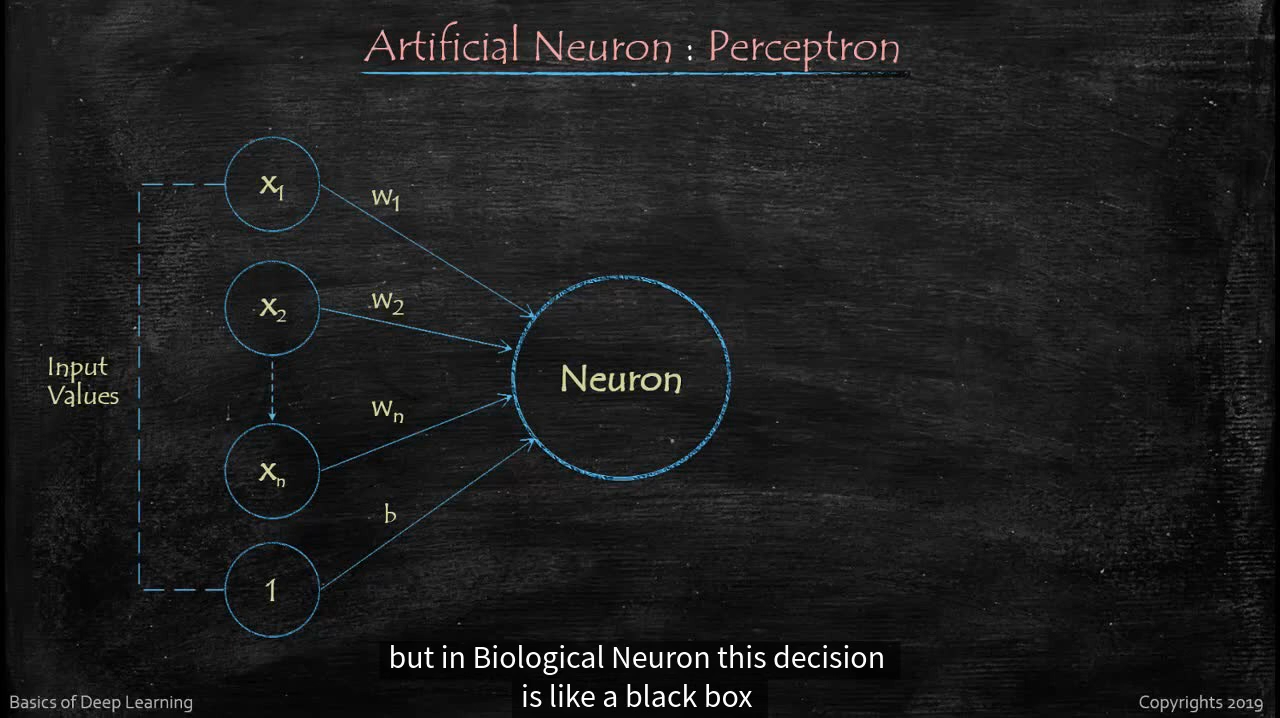 Artificial Neuron : Perceptron
x1
w1
x2
w2
Input
Values
Neuron
wn
xn
b
1
but in Biological Neuron this decision
is like a black box
Basics of Deep Learning
Copyrights 2019